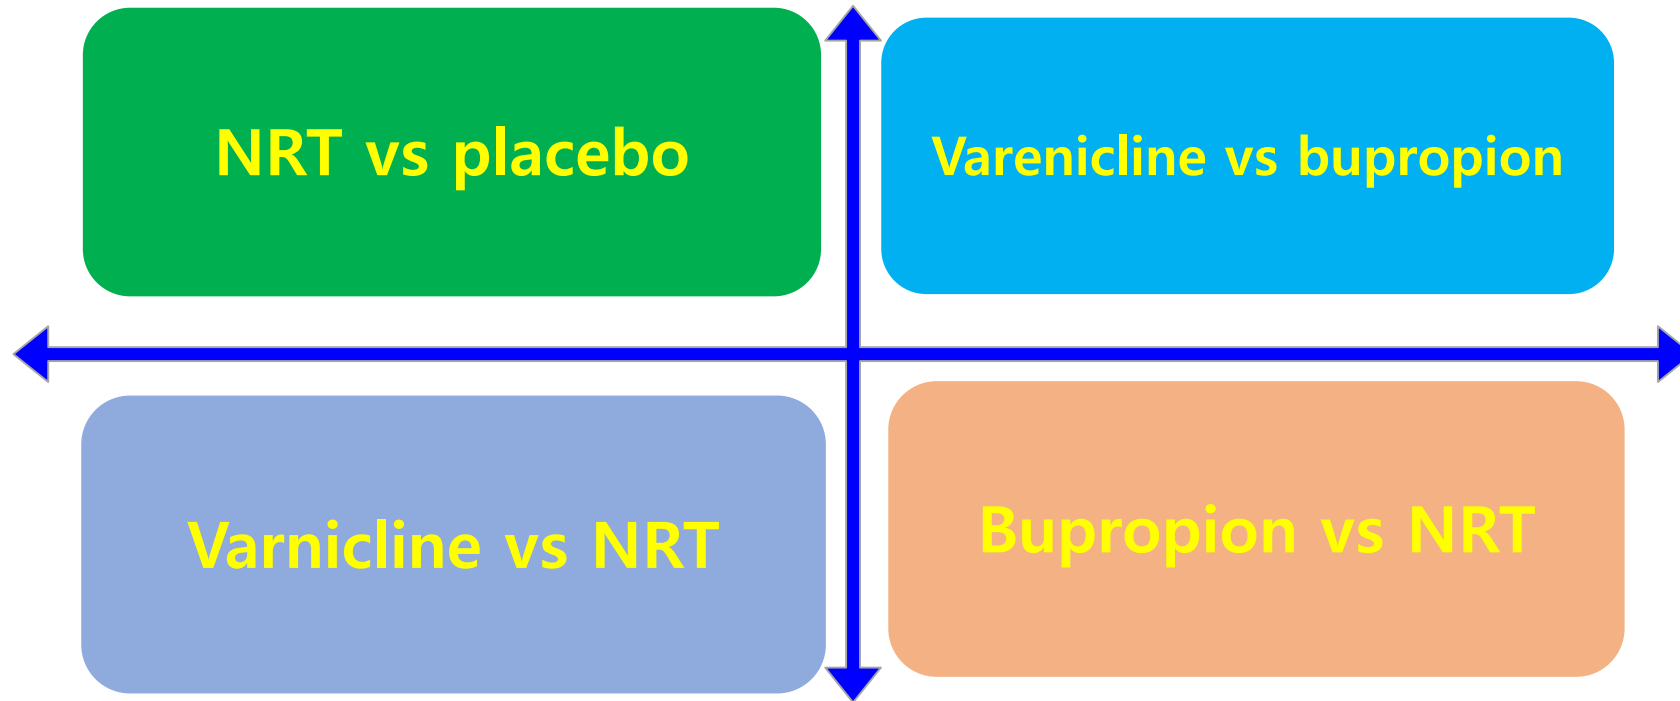 NRT vs placebo
Varenicline vs bupropion
Varnicline vs NRT
Bupropion vs NRT